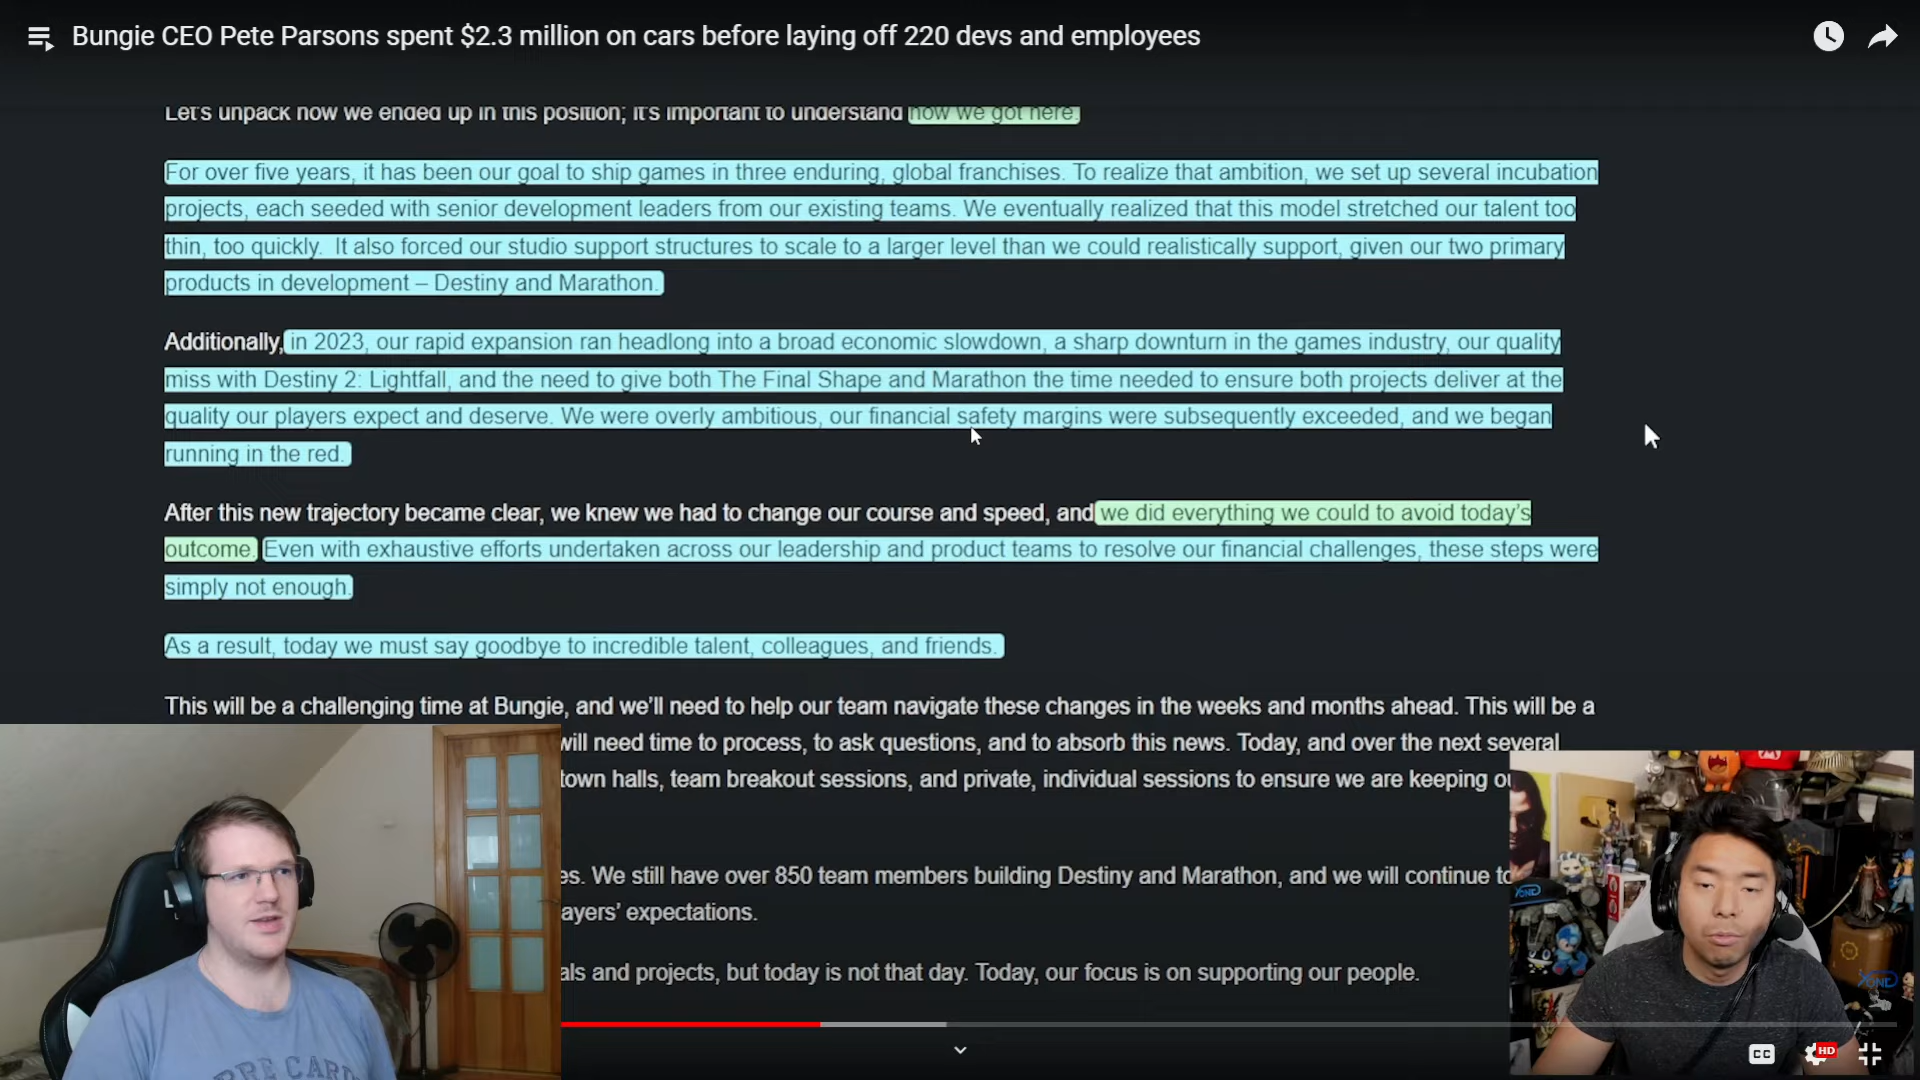 Bungie CEO Pete Parsons spent $2.3 million on cars before laying off 220 devs and employees
Let's unpack how we ended up in this position; it's important to understand how we got here.
For over five years, it has been our goal to ship games in three enduring, global franchises. To realize that ambition, we set up several incubation
projects, each seeded with senior development leaders from our existing teams. We eventually realized that this model stretched our talent too
thin, too quickly. It also forced our studio support structures to scale to a larger level than we could realistically support, given our two primary
products in development – Destiny and Marathon.
Additionally, in 2023, our rapid expansion ran headlong into a broad economic slowdown, a sharp downturn in the games industry, our quality
miss with Destiny 2: Lightfall, and the need to give both The Final Shape and Marathon the time needed to ensure both projects deliver at the
quality our players expect and deserve. We were overly ambitious, our financial safety margins were subsequently exceeded, and we began
running in the red.
After this new trajectory became clear, we knew we had to change our course and speed, and we did everything we could to avoid today's
outcome. Even with exhaustive efforts undertaken across our leadership and product teams to resolve our financial challenges, these steps were
simply not enough.
As a result, today we must say goodbye to incredible talent, colleagues, and friends.
This will be a challenging time at Bungie, and we'll need to help our team navigate these changes in the weeks and months ahead. This will be a
will need time to process, to ask questions, and to absorb this news. Today, and over the next several
town halls, team breakout sessions, and private, individual sessions to ensure we are keeping
es. We still have over 850 team members building Destiny and Marathon, and we will continue to
ayers' expectations.
als and projects, but today is not that day. Today, our focus is on supporting our people.
CC
HD